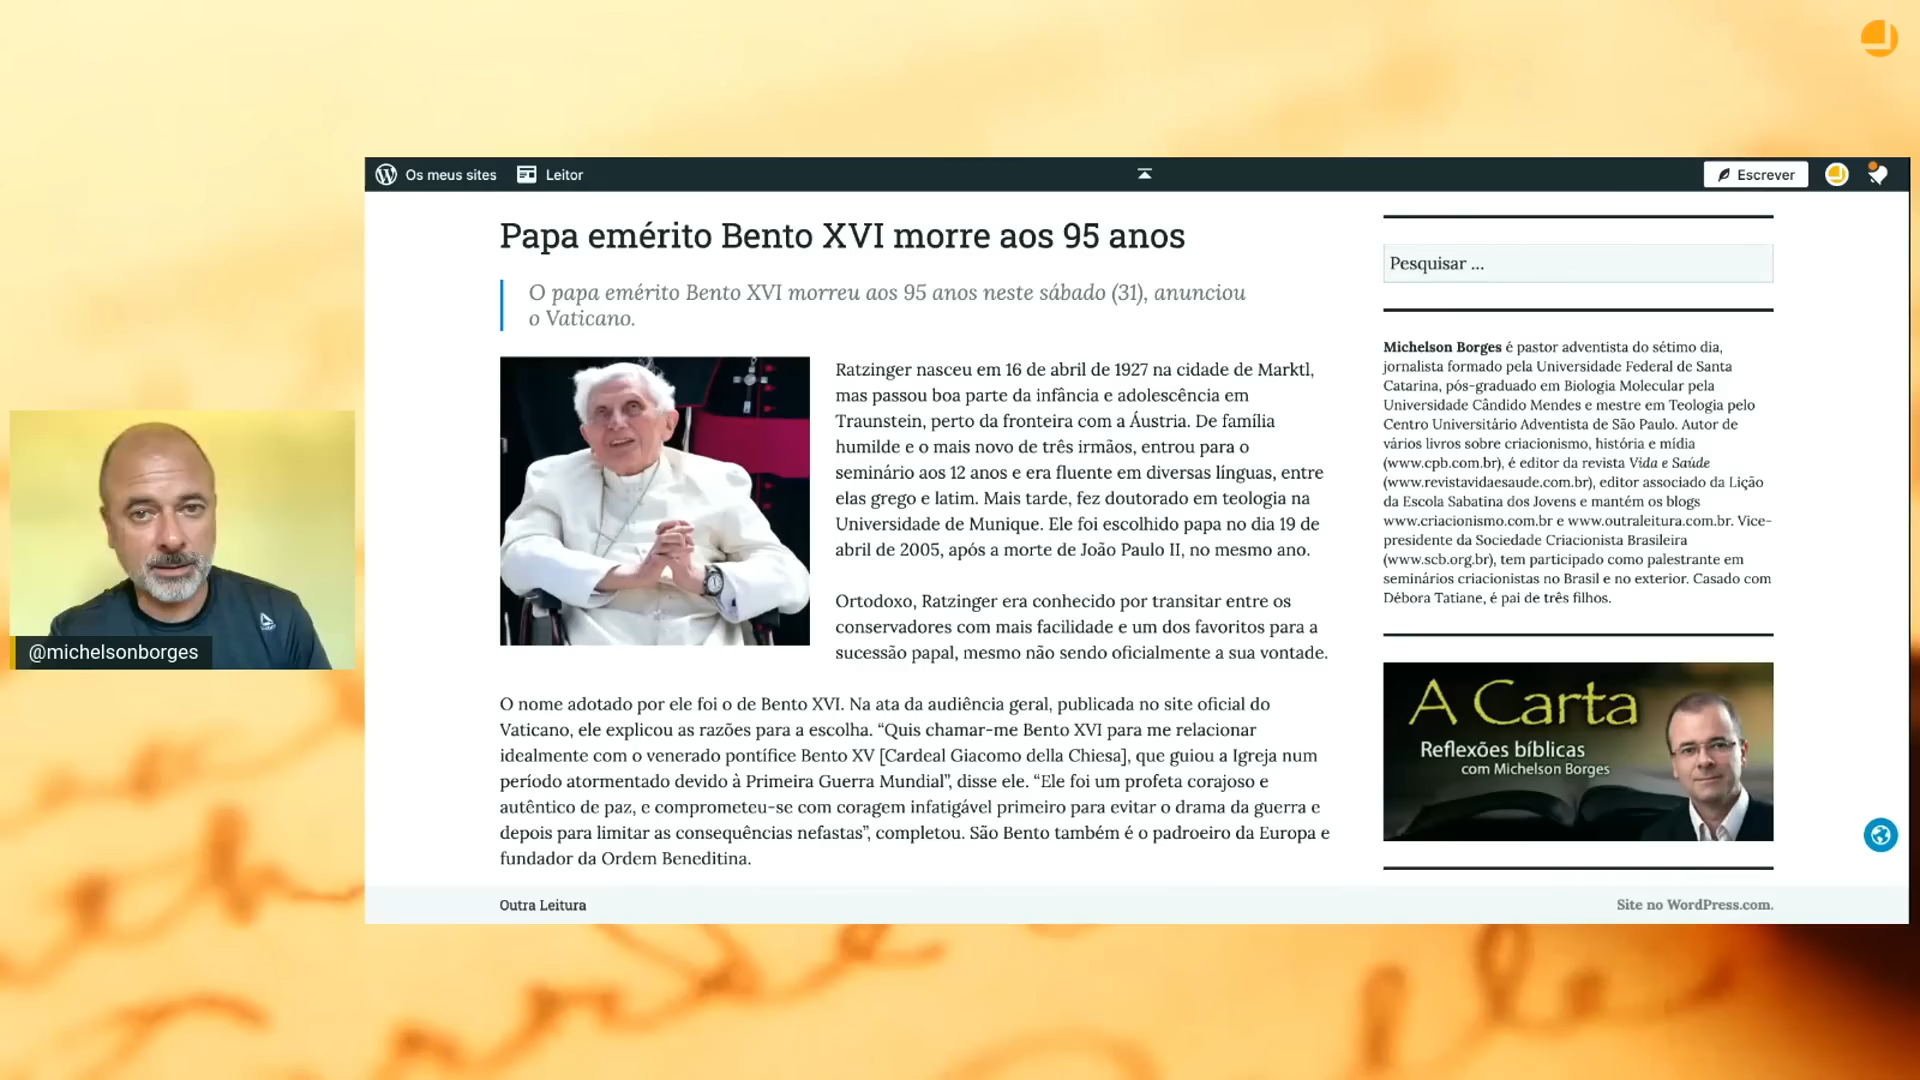 Os meus sites
Leitor
Escrever
Papa emérito Bento XVI morre aos 95 anos
O papa emérito Bento XVI morreu aos 95 anos neste sábado (31), anunciou
o Vaticano.
Ratzinger nasceu em 16 de abril de 1927 na cidade de Marktl,
mas passou boa parte da infância e adolescência em
Traunstein, perto da fronteira com a Áustria. De família
humilde e o mais novo de três irmãos, entrou para o
seminário aos 12 anos e era fluente em diversas línguas, entre
elas grego e latim. Mais tarde, fez doutorado em teologia na
Universidade de Munique. Ele foi escolhido papa no dia 19 de
abril de 2005, após a morte de João Paulo II, no mesmo ano.
Ortodoxo, Ratzinger era conhecido por transitar entre os
conservadores com mais facilidade e um dos favoritos para a
sucessão papal, mesmo não sendo oficialmente a sua vontade.
O nome adotado por ele foi o de Bento XVI. Na ata da audiência geral, publicada no site oficial do
Vaticano, ele explicou as razões para a escolha. “Quis chamar-me Bento XVI para me relacionar
idealmente com o venerado pontífice Bento XV [Cardeal Giacomo della Chiesa], que guiou a Igreja num
período atormentado devido à Primeira Guerra Mundial”, disse ele. “Ele foi um profeta corajoso e
autêntico de paz, e comprometeu-se com coragem infatigável primeiro para evitar o drama da guerra e
depois para limitar as consequências nefastas”, completou. São Bento também é o padroeiro da Europa e
fundador da Ordem Beneditina.
Pesquisar ...
Michelson Borges é pastor adventista do sétimo dia,
jornalista formado pela Universidade Federal de Santa
Catarina, pós-graduado em Biologia Molecular pela
Universidade Cândido Mendes e mestre em Teologia pelo
Centro Universitário Adventista de São Paulo. Autor de
vários livros sobre criacionismo, história e mídia
(www.cpb.com.br), é editor da revista Vida e Saúde
(www.revistavidaesaude.com.br), editor associado da Lição
da Escola Sabatina dos Jovens e mantém os blogs
www.criacionismo.com.br e www.outraleitura.com.br. Vice-
presidente da Sociedade Criacionista Brasileira
(www.scb.org.br), tem participado como palestrante em
seminários criacionistas no Brasil e no exterior. Casado com
Débora Tatiane, é pai de três filhos.
A Carta
Reflexões bíblicas
com Michelson Borges
@michelsonborges
Outra Leitura
Site no WordPress.com.